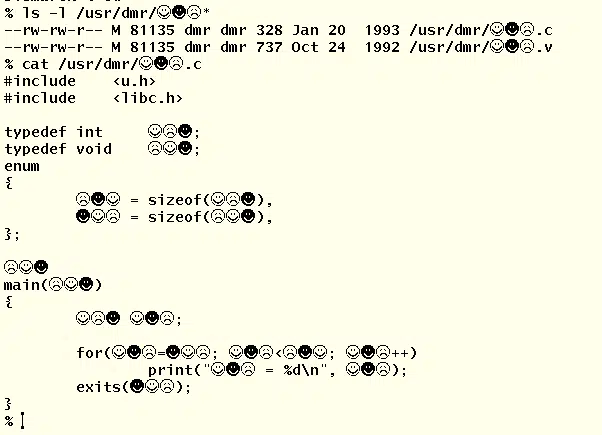 % ls -l /usr/dmr/☺☻☹*
--rw-rw-r-- M 81135 dmr dmr 328 Jan 20  1993 /usr/dmr/☺☻☹.c
--rw-rw-r-- M 81135 dmr dmr 737 Oct 24  1992 /usr/dmr/☺☻☹.v
% cat /usr/dmr/☺☻☹.c
#include    <u.h>
#include    <libc.h>
typedef int     ☺☹☻;
typedef void    ☹☺☻;
enum
{
        ☹☻☺ = sizeof(☺☹☻),
        ☻☺☹ = sizeof(☹☺☻),
};
☹☺☻
main(☹☺☻)
{
        ☺☹☻ ☺☻☹;
        for(☺☻☹=☻☺☹; ☺☻☹<☹☻☺; ☺☻☹++)
                print("☺☻☹ = %d\n", ☺☻☹);
        exits(☻☺☹);
}
%